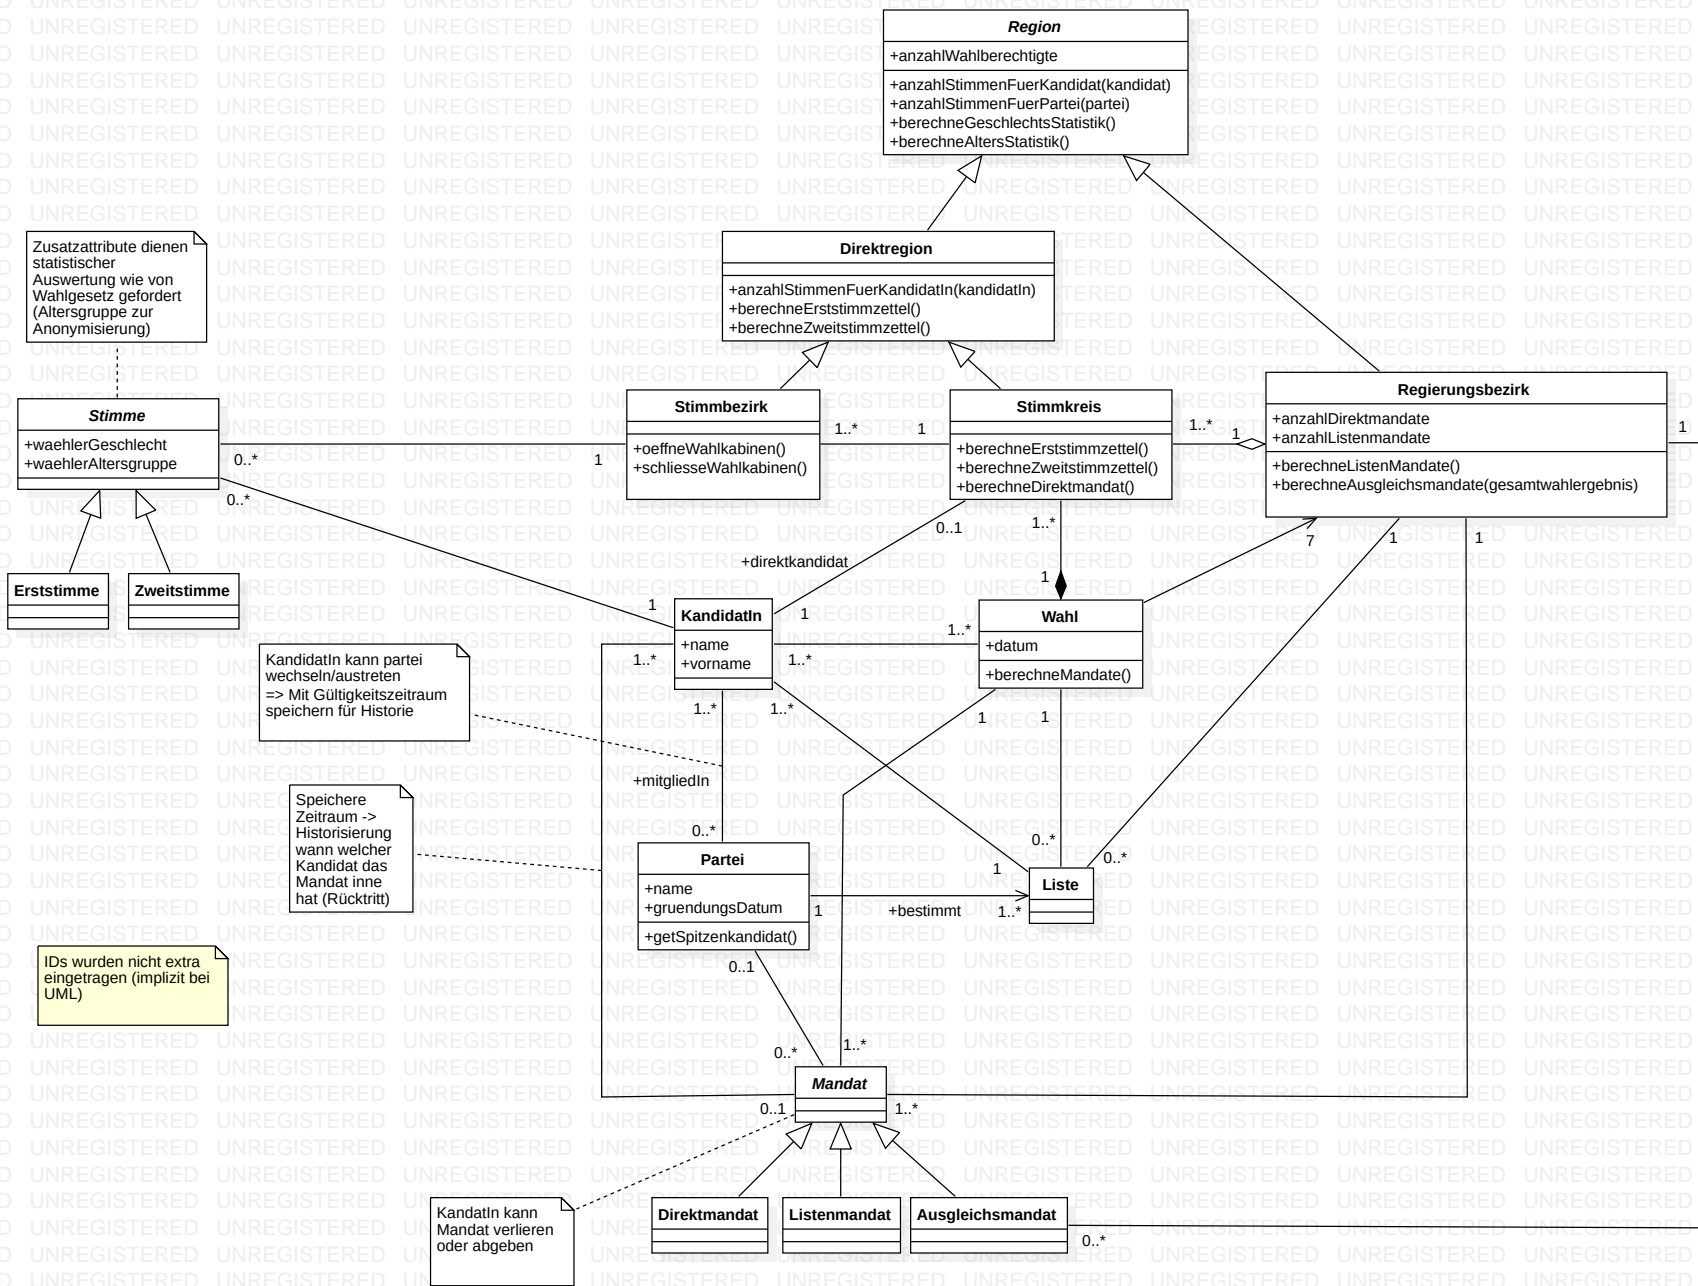 Region
+anzahlWahlberechtigte
+anzahlStimmenFuerKandidat(kandidat)
+anzahlStimmenFuerPartei(partei)
+berechneGeschlechtsStatistik()
+berechneAltersStatistik()
Zusatzattribute dienen
statistischer
Auswertung wie von
Wahlgesetz gefordert
(Altersgruppe zur
Anonymisierung)
Direktregion
+anzahlStimmenFuerKandidatIn(kandidatIn)
+berechneErststimmzettel()
+berechneZweitstimmzettel()
Stimme
+waehlerGeschlecht
+waehlerAltersgruppe
0..*
1
0..*
Stimmbezirk
+oeffneWahlkabinen()
+schliesseWahlkabinen()
1..*
1
Stimmkreis
+berechneErststimmzettel()
+berechneZweitstimmzettel()
+berechneDirektmandat()
1..*
1
Regierungsbezirk
+anzahlDirektmandate
+anzahlListenmandate
+berechneListenMandate()
+berechneAusgleichsmandate(gesamtwahlergebnis)
1
0..1
1..*
7
1
1
+direktkandidat
1
Erststimme
Zweitstimme
1
1
KandidatIn
+name
+vorname
1..*
1..*
1..*
Wahl
+datum
+berechneMandate()
KandidatIn kann partei
wechseln/austreten
=> Mit Gültigkeitszeitraum
speichern für Historie
1..*
1..*
1
1
+mitgliedIn
Speichere
Zeitraum ->
Historisierung
wann welcher
Kandidat das
Mandat inne
hat (Rücktritt)
0..*
0..*
0..*
1
Partei
+name
+gruendungsDatum
+getSpitzenkandidat()
1
+bestimmt
1..*
Liste
IDs wurden nicht extra
eingetragen (implizit bei
UML)
0..1
0..*
1..*
Mandat
0..1
1..*
KandatIn kann
Mandat verlieren
oder abgeben
Direktmandat
Listenmandat
Ausgleichsmandat
0..*
UNREGISTERED